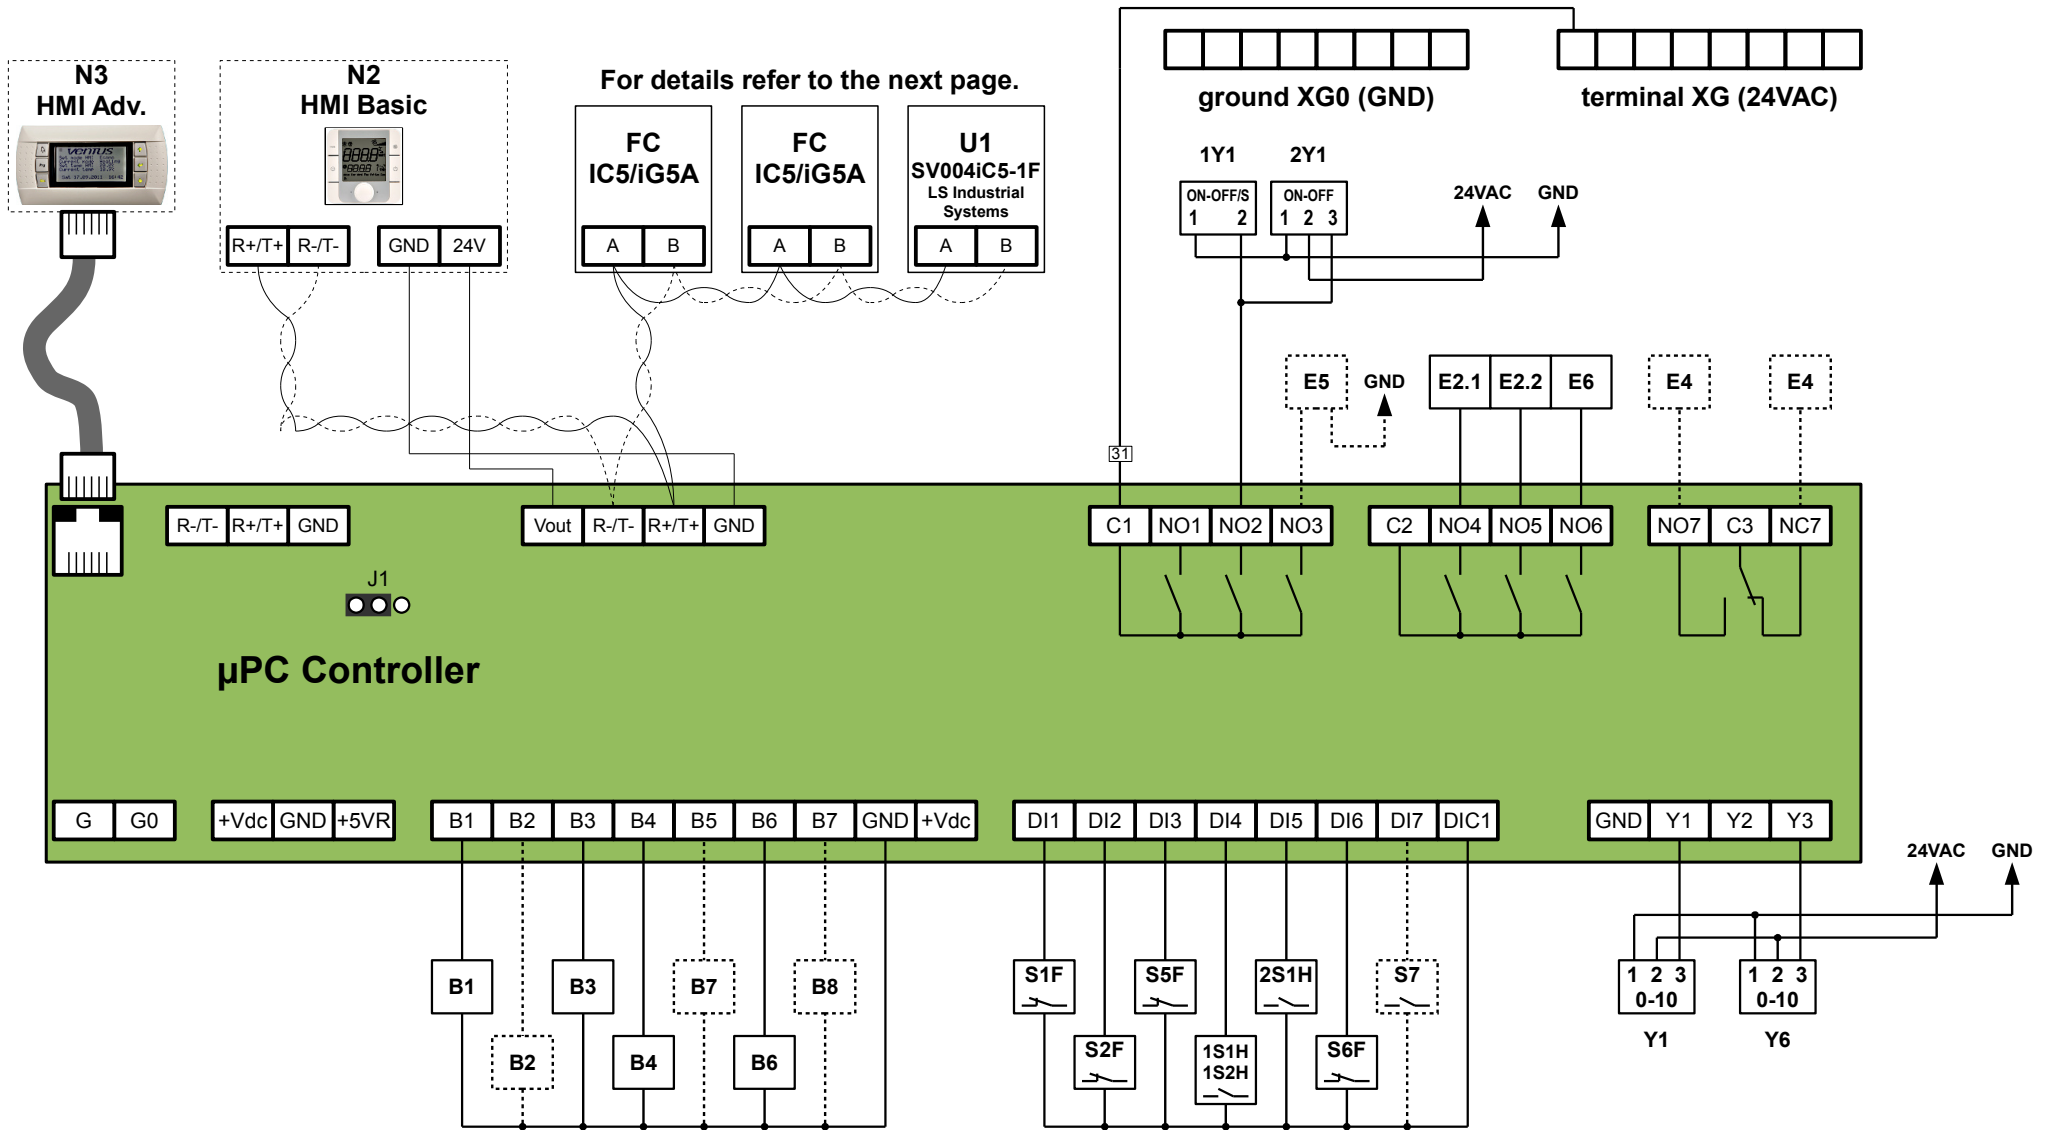 N3
HMI Adv.
VENTUS
N2
HMI Basic
R+/T+ R-/T- GND 24V
For details refer to the next page.
FC
IC5/iG5A
A B
FC
IC5/iG5A
A B
U1
SV004iC5-1F
LS Industrial
Systems
A B
ground XG0 (GND)
terminal XG (24VAC)
1Y1
ON-OFF/S
1 2
2Y1
ON-OFF
1 2 3
24VAC GND
E5
GND
E2.1 E2.2 E6
E4 E4
31
R-/T- R+/T+ GND
Vout R-/T- R+/T+ GND
C1 NO1 NO2 NO3
C2 NO4 NO5 NO6
NO7 C3 NC7
J1
µPC Controller
G G0
+Vdc GND +5VR
B1 B2 B3 B4 B5 B6 B7 GND +Vdc
DI1 DI2 DI3 DI4 DI5 DI6 DI7 DIC1
GND Y1 Y2 Y3
24VAC GND
B1 B3 B7 B8
B2 B4 B6
S1F S5F 2S1H S7
S2F
1S1H
1S2H
S6F
1 2 3
0-10
Y1
1 2 3
0-10
Y6